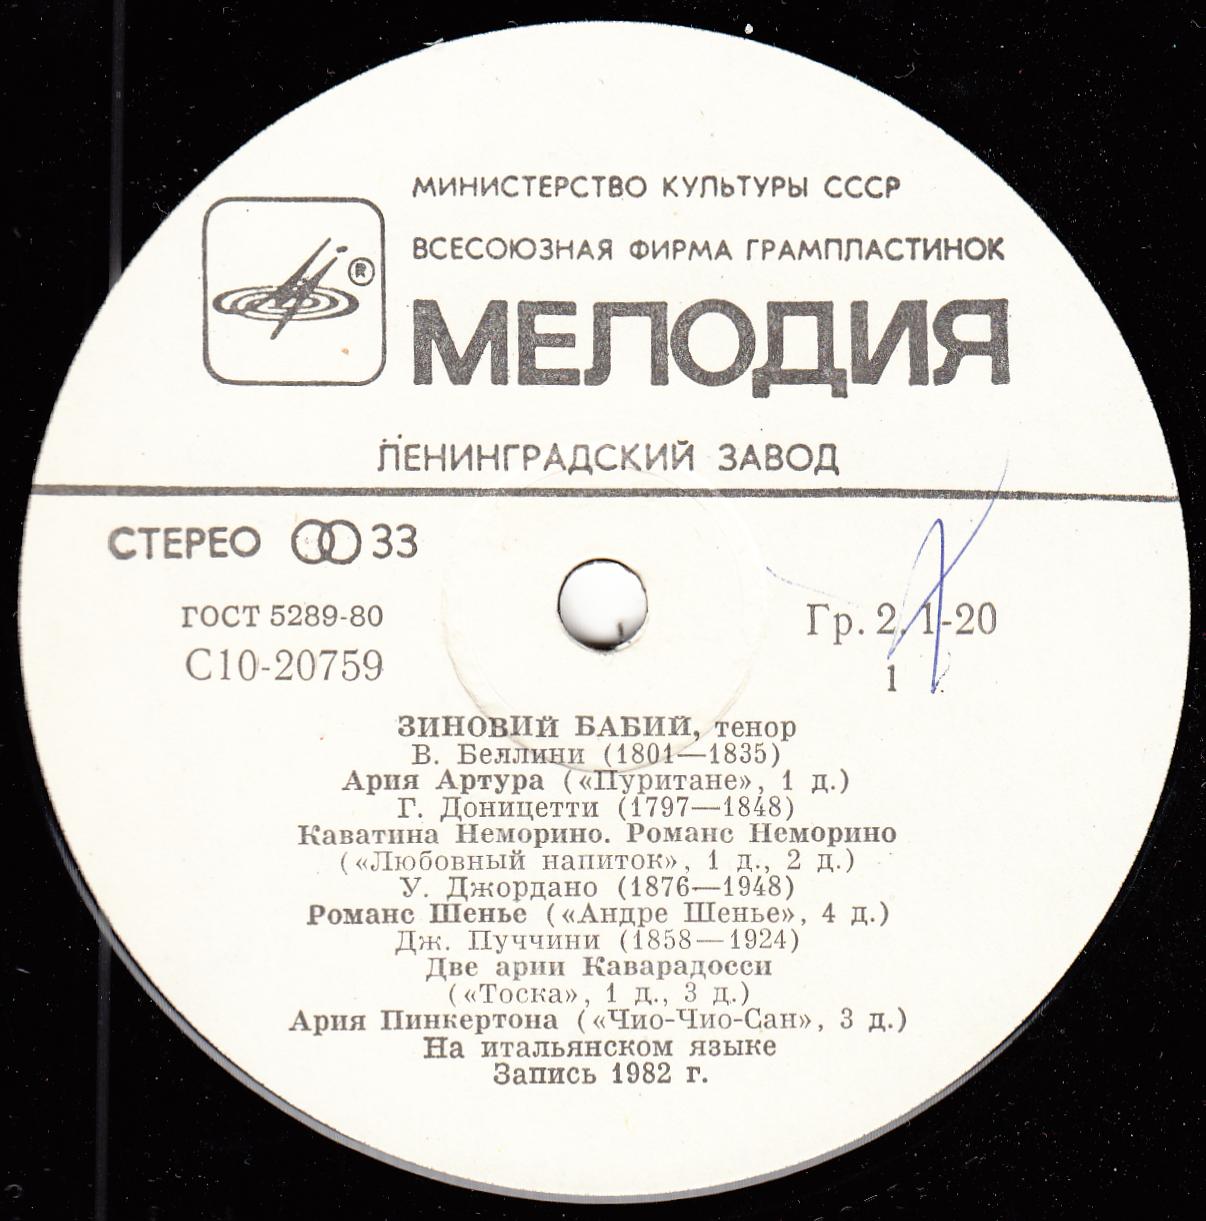 МИНИСТЕРСТВО КУЛЬТУРЫ СССР
ВСЕСОЮЗНАЯ ФИРМА ГРАМПЛАСТИНОК
®
МЕЛОДИЯ
ЛЕНИНГРАДСКИЙ ЗАВОД
СТЕРЕО 33
ГОСТ 5289-80
С10-20759
Гр. 2. 1-20
1
ЗИНОВИЙ БАБИЙ, тенор
В. Беллини (1801—1835)
Ария Артура («Пуритане», 1 д.)
Г. Доницетти (1797—1848)
Каватина Неморино. Романс Неморино
(«Любовный напиток», 1 д., 2 д.)
У. Джордано (1876—1948)
Романс Шенье («Андре Шенье», 4 д.)
Дж. Пуччини (1858—1924)
Две арии Каварадосси
(«Тоска», 1 д., 3 д.)
Ария Пинкертона («Чио-Чио-Сан», 3 д.)
На итальянском языке
Запись 1982 г.